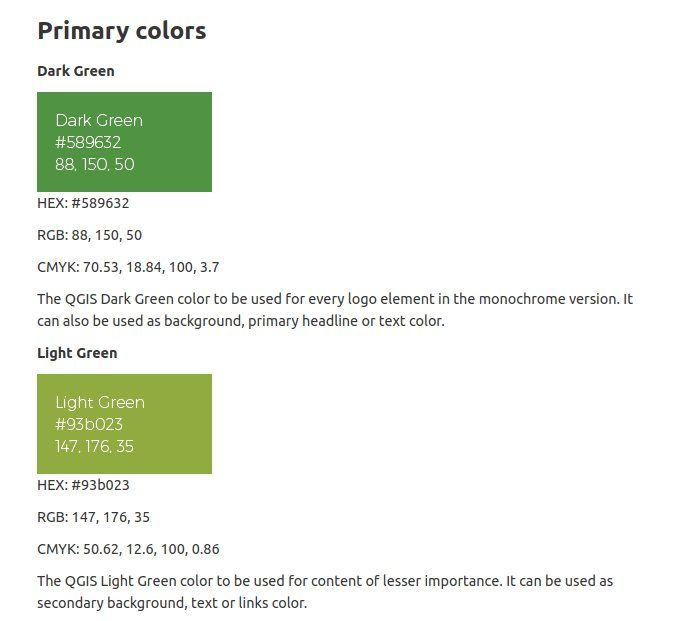 Primary colors
Dark Green
Dark Green
#589632
88, 150, 50
HEX: #589632
RGB: 88, 150, 50
CMYK: 70.53, 18.84, 100, 3.7
The QGIS Dark Green color to be used for every logo element in the monochrome version. It
can also be used as background, primary headline or text color.
Light Green
Light Green
#93b023
147, 176, 35
HEX: #93b023
RGB: 147, 176, 35
CMYK: 50.62, 12.6, 100, 0.86
The QGIS Light Green color to be used for content of lesser importance. It can be used as
secondary background, text or links color.